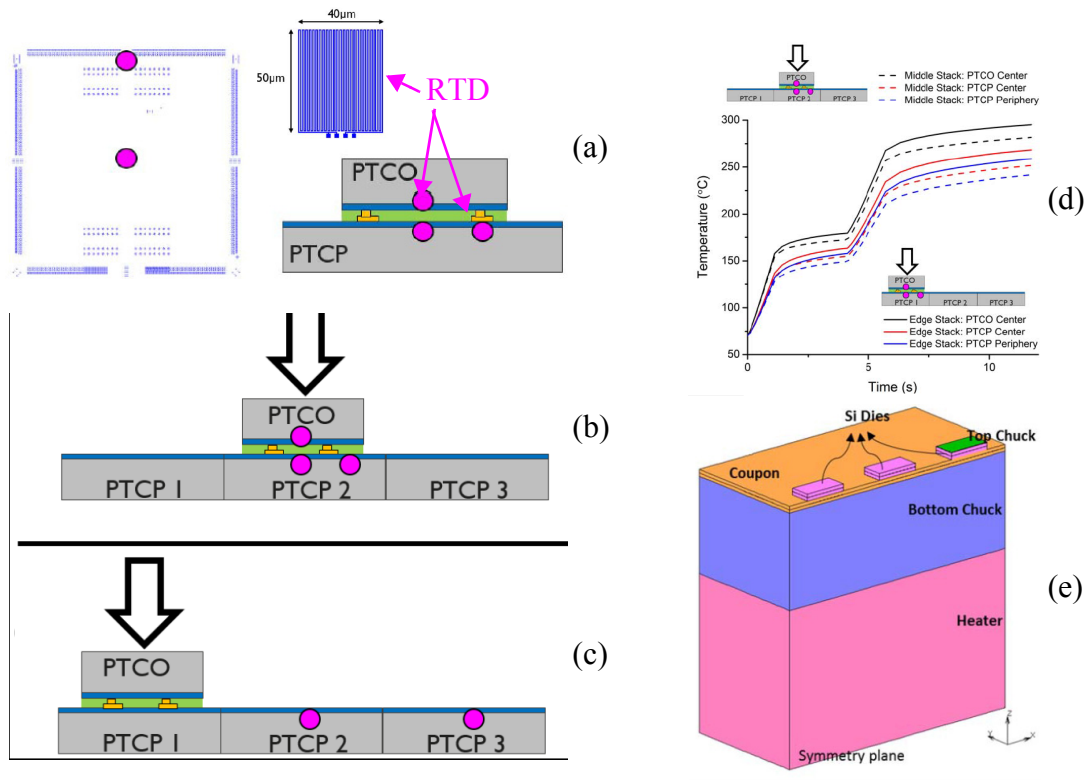 40µm
50µm
RTD
PTCO
PTCP
(a)
PTCO
PTCP 1
PTCP 2
PTCP 3
(b)
PTCO
PTCP 1
PTCP 2
PTCP 3
(c)
PTCO
PTCP 1
PTCP 2
PTCP 3
Middle Stack: PTCO Center
Middle Stack: PTCP Center
Middle Stack: PTCP Periphery
300
250
200
150
100
50
Temperature (°C)
0
5
10
Time (s)
PTCO
PTCP 1
PTCP 2
PTCP 3
Edge Stack: PTCO Center
Edge Stack: PTCP Center
Edge Stack: PTCP Periphery
(d)
Si Dies
Top Chuck
Coupon
Bottom Chuck
Heater
Symmetry plane
Z
Y
X
(e)